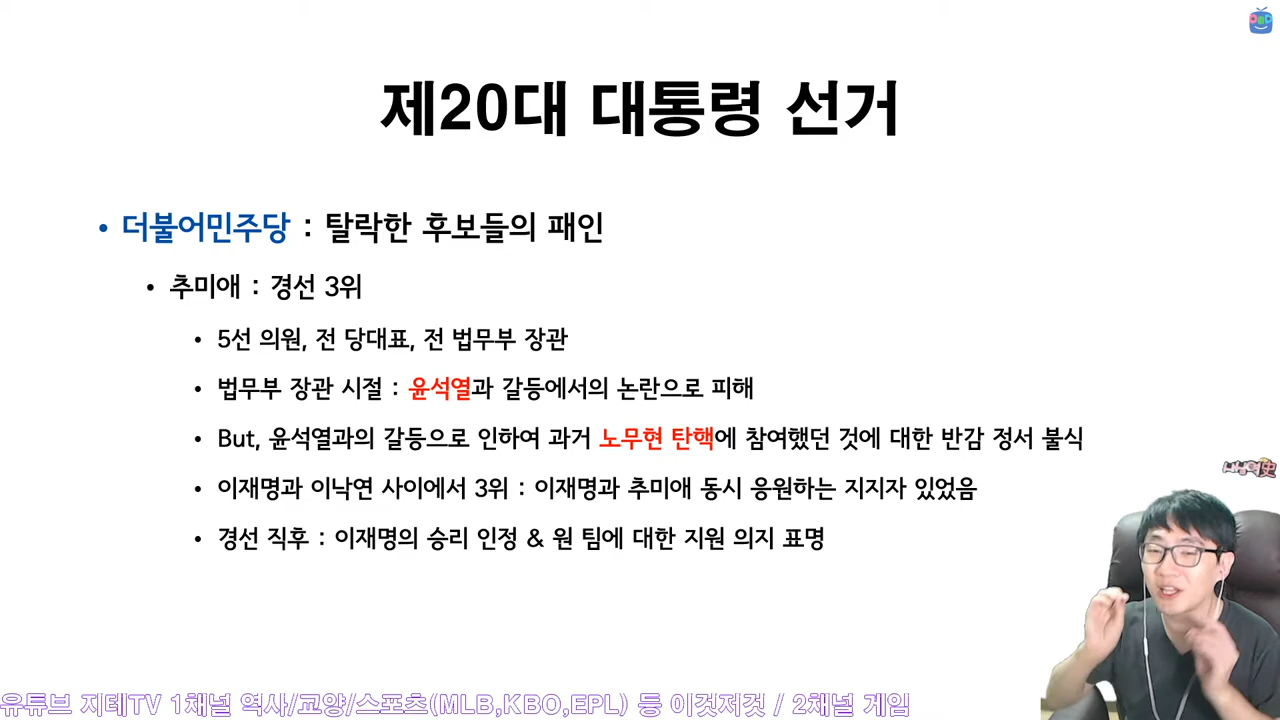 제20대 대통령 선거
• 더불어민주당 : 탈락한 후보들의 패인
• 추미애 : 경선 3위
• 5선 의원, 전 당대표, 전 법무부 장관
• 법무부 장관 시절 : 윤석열과 갈등에서의 논란으로 피해
• But, 윤석열과의 갈등으로 인하여 과거 노무현 탄핵에 참여했던 것에 대한 반감 정서 불식
• 이재명과 이낙연 사이에서 3위 : 이재명과 추미애 동시 응원하는 지지자 있었음
• 경선 직후 : 이재명의 승리 인정 & 원 팀에 대한 지원 의지 표명
유튜브 지테TV 1채널 역사/교양/스포츠(MLB,KBO,EPL) 등 이것저것 / 2채널 게임